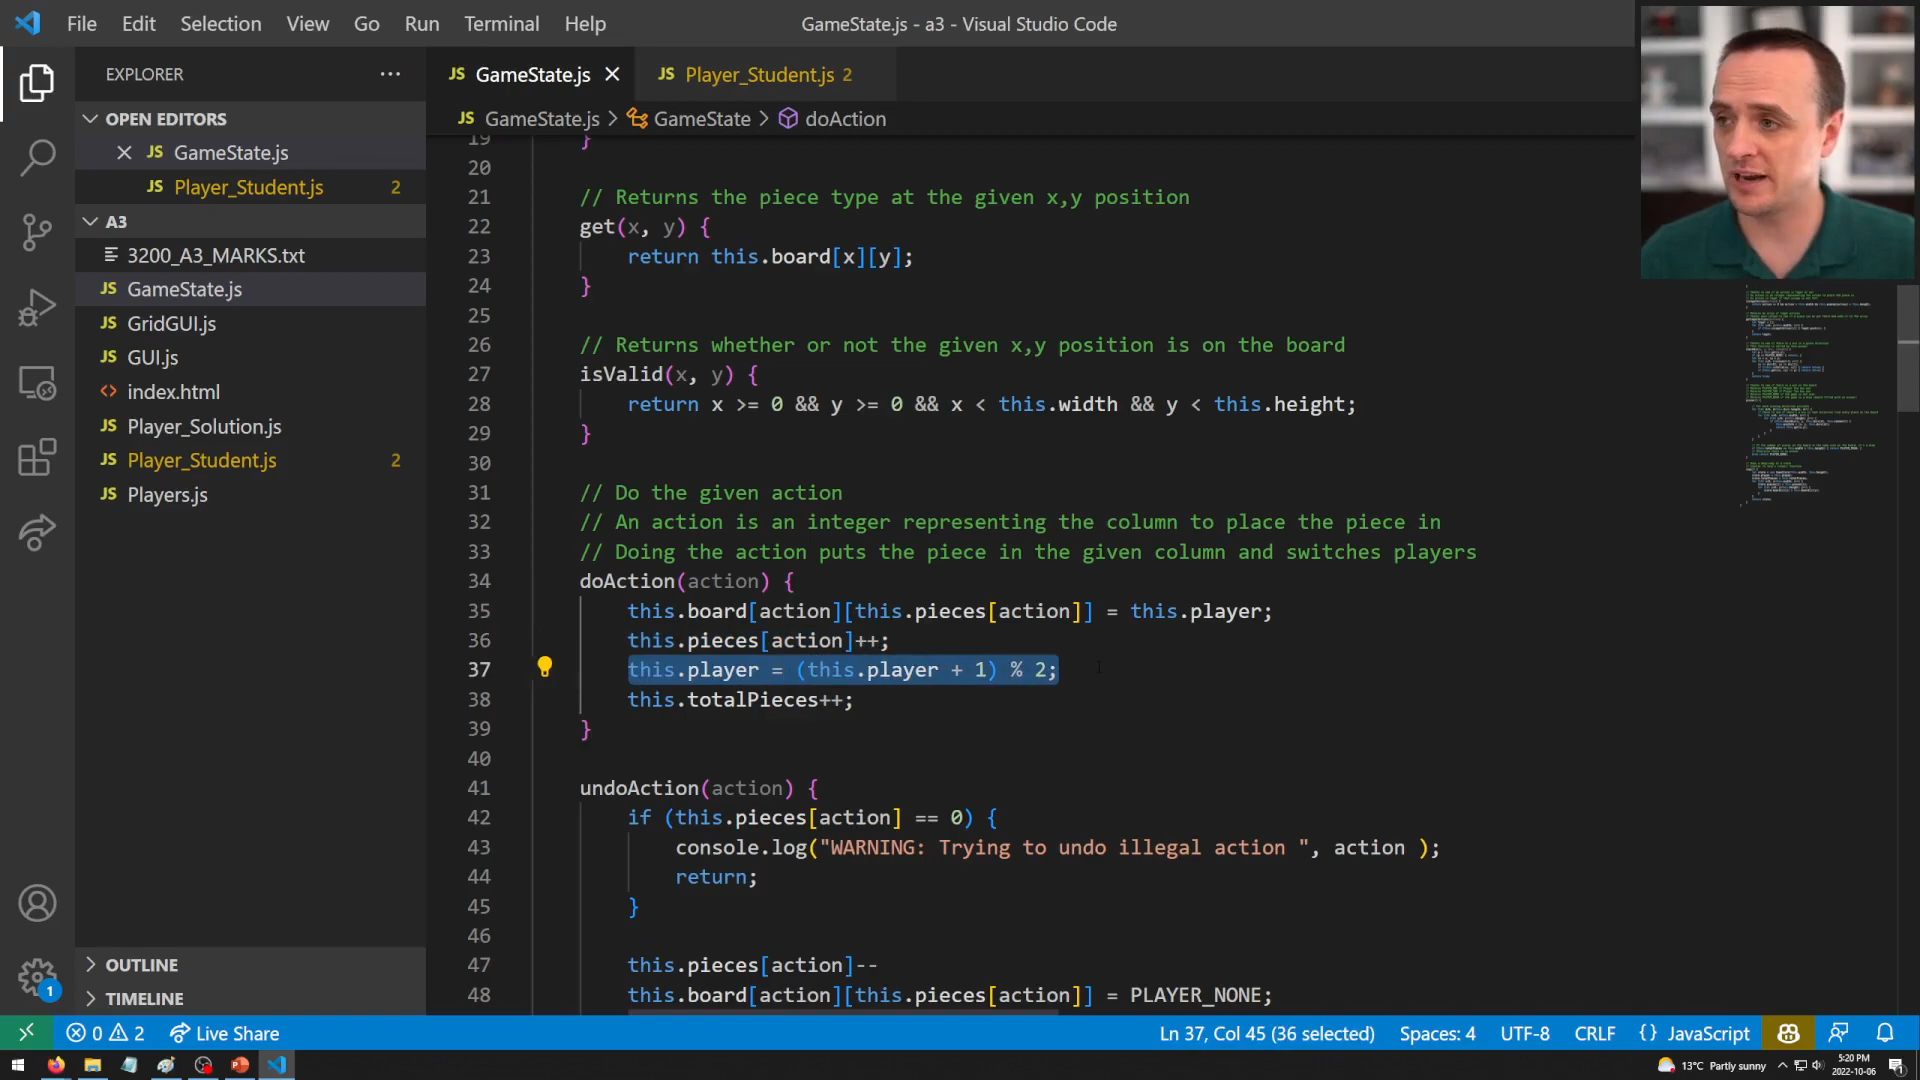 File Edit Selection View Go Run Terminal Help
GameState.js - a3 - Visual Studio Code
EXPLORER ...
OPEN EDITORS
JS GameState.js
JS Player_Student.js 2
A3
3200_A3_MARKS.txt
JS GameState.js
JS GridGUI.js
JS GUI.js
<> index.html
JS Player_Solution.js
JS Player_Student.js 2
JS Players.js
OUTLINE
TIMELINE
JS GameState.js
JS Player_Student.js 2
JS GameState.js > GameState > doAction
19 }
20
21 // Returns the piece type at the given x,y position
22 get(x, y) {
23 return this.board[x][y];
24 }
25
26 // Returns whether or not the given x,y position is on the board
27 isValid(x, y) {
28 return x >= 0 && y >= 0 && x < this.width && y < this.height;
29 }
30
31 // Do the given action
32 // An action is an integer representing the column to place the piece in
33 // Doing the action puts the piece in the given column and switches players
34 doAction(action) {
35 this.board[action][this.pieces[action]] = this.player;
36 this.pieces[action]++;
37 this.player = (this.player + 1) % 2;
38 this.totalPieces++;
39 }
40
41 undoAction(action) {
42 if (this.pieces[action] == 0) {
43 console.log("WARNING: Trying to undo illegal action ", action );
44 return;
45 }
46
47 this.pieces[action]--
48 this.board[action][this.pieces[action]] = PLAYER_NONE;
1
0 2 Live Share
Ln 37, Col 45 (36 selected) Spaces: 4 UTF-8 CRLF {} JavaScript
13°C Partly sunny
5:20 PM
2022-10-06